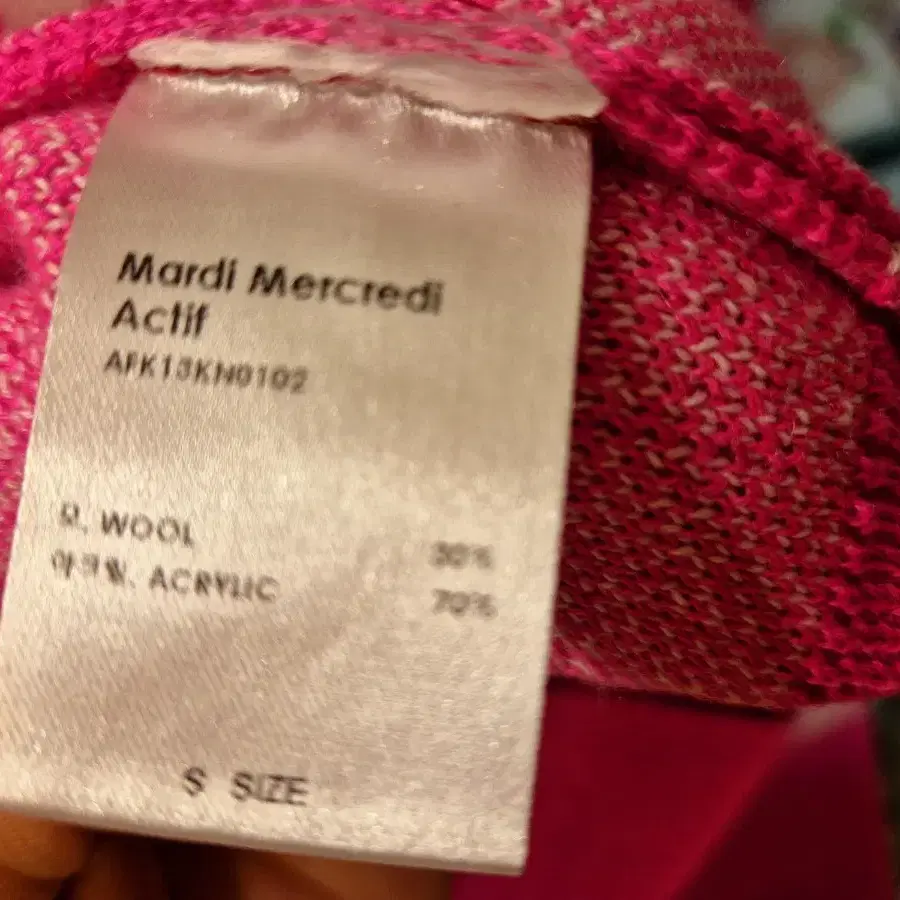 Mardi Mercredi
Actif
AFK13KN0102
모, WOOL 30%
아크릴, ACRYLIC 70%
S SIZE